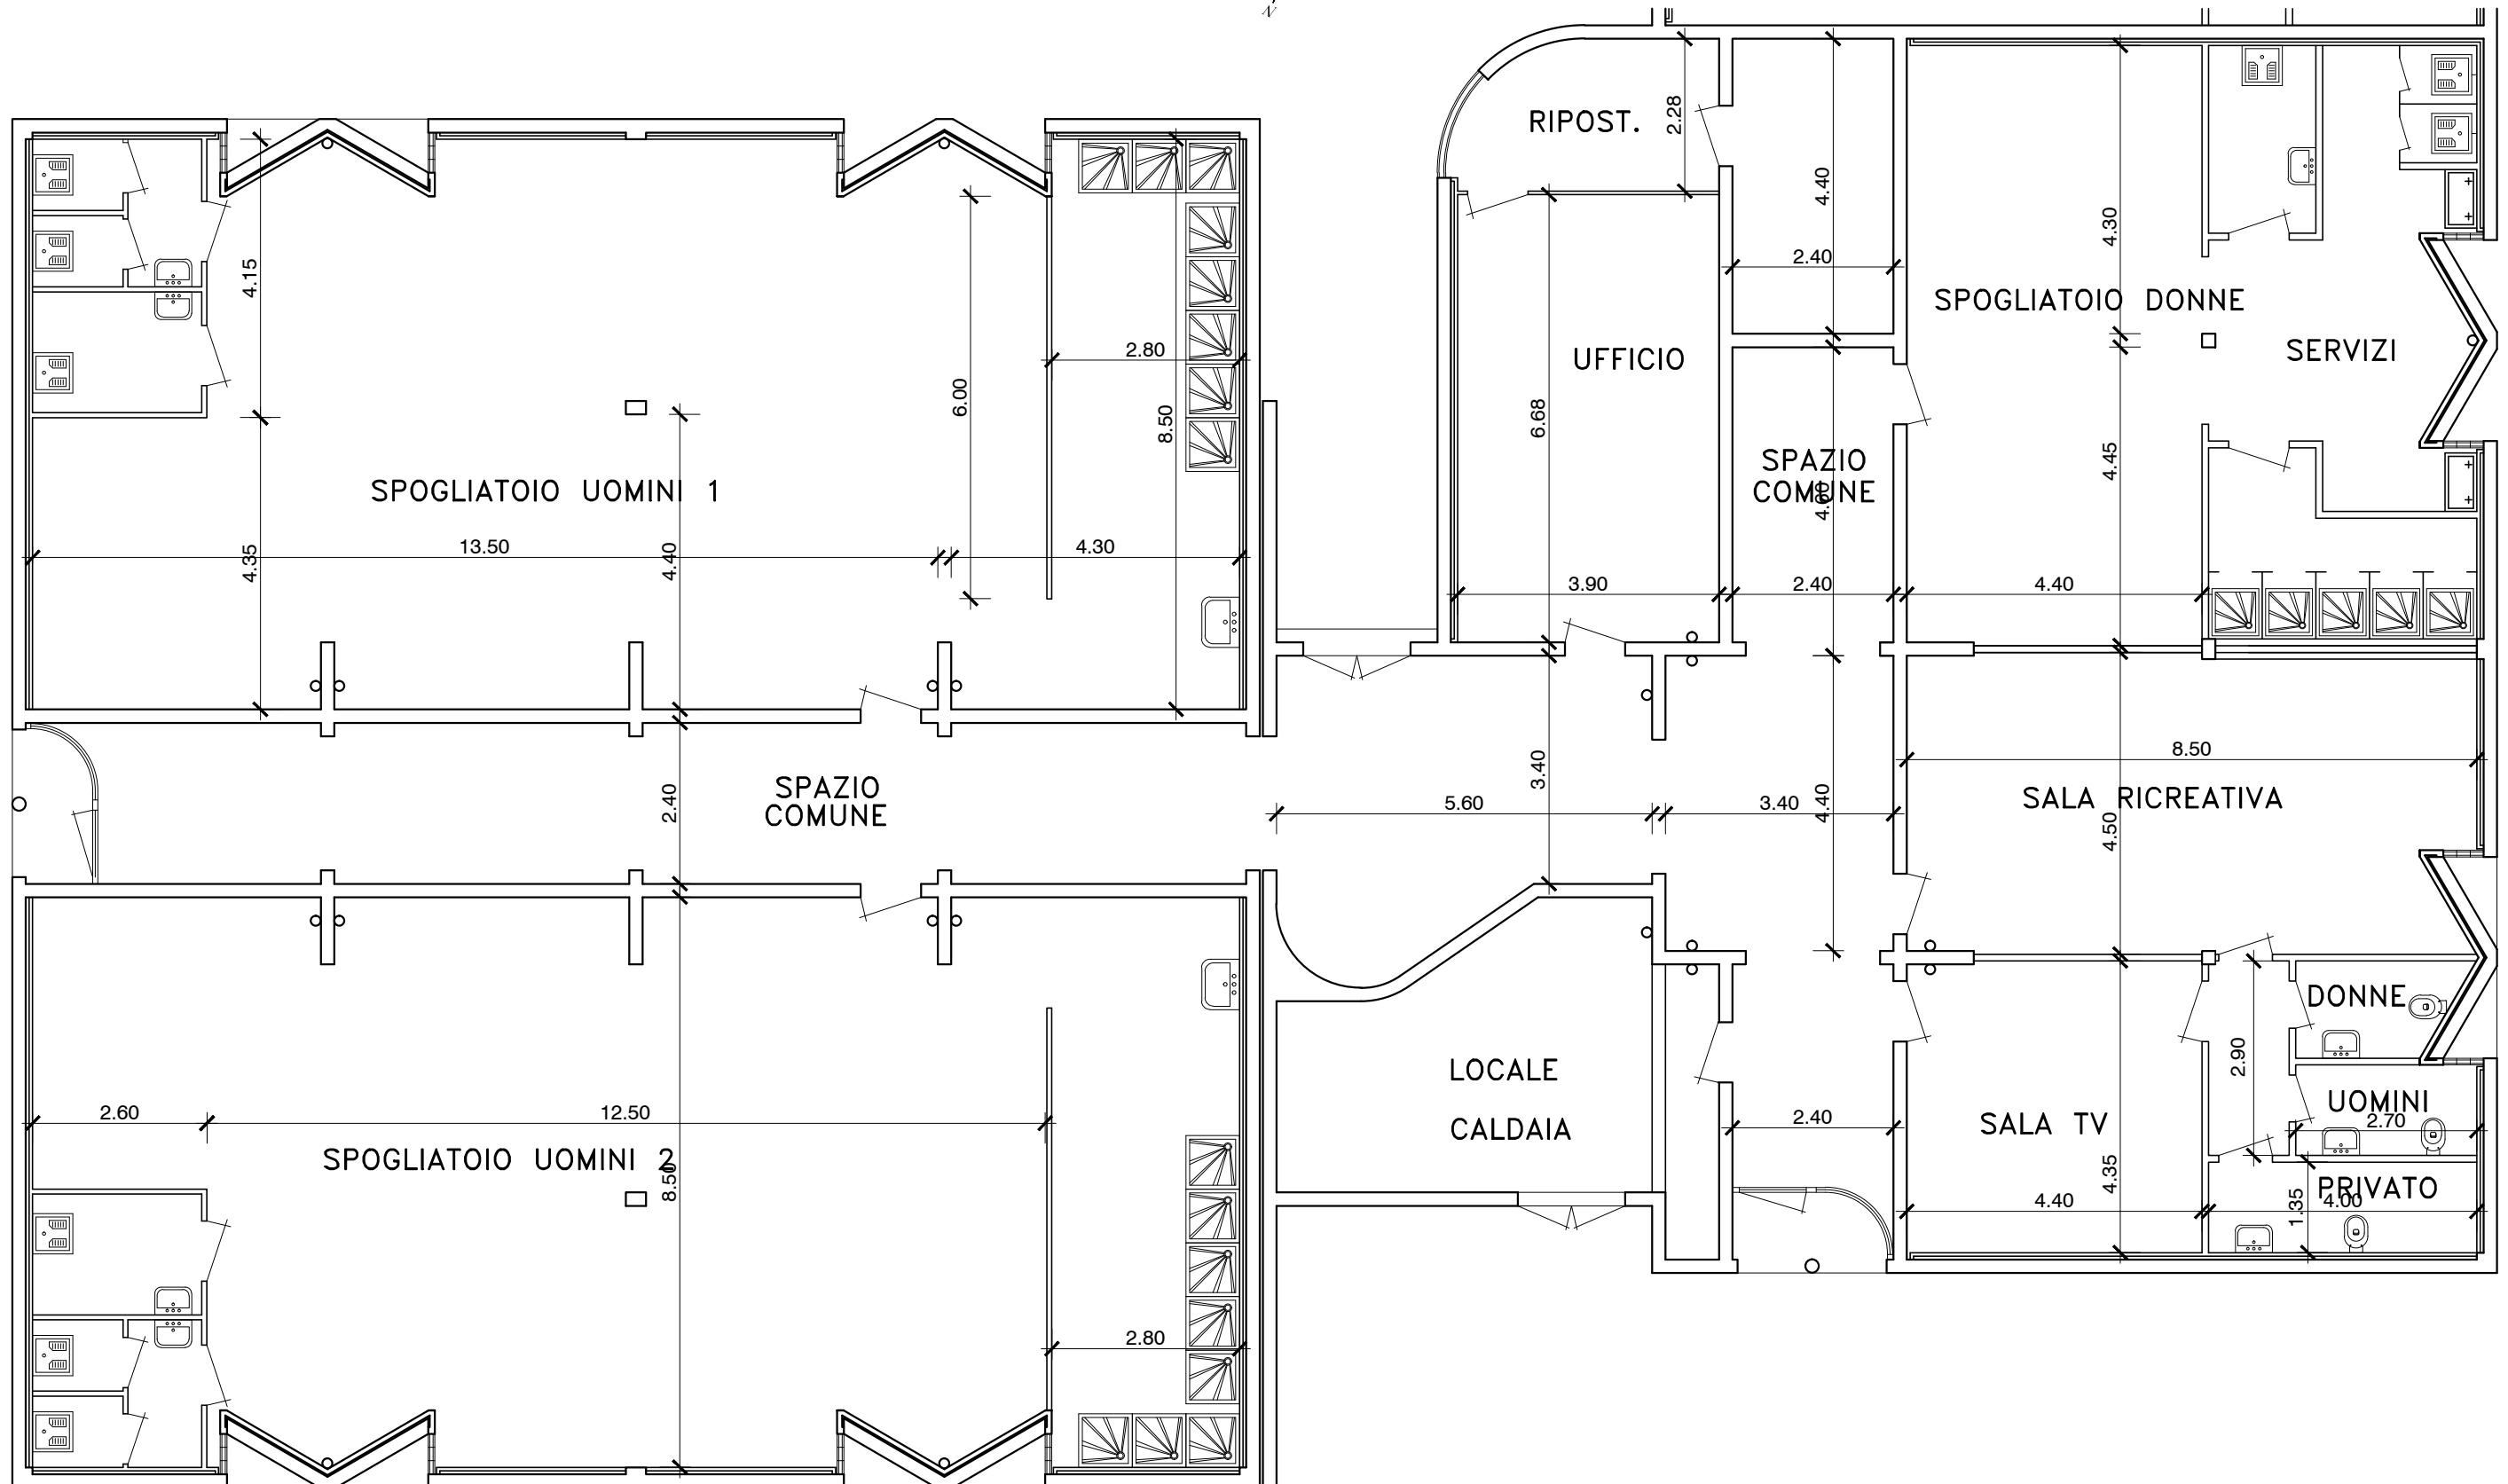 N
RIPOST.
2.28
4.40
4.30
4.15
2.40
SPOGLIATOIO DONNE
SERVIZI
2.80
UFFICIO
6.00
8.50
6.68
SPAZIO
COMUNE
4.60
4.45
SPOGLIATOIO UOMINI 1
13.50
4.30
4.35
4.40
3.90
2.40
4.40
8.50
SPAZIO
COMUNE
2.40
3.40
5.60
3.40
4.40
SALA RICREATIVA
4.50
DONNE
2.90
LOCALE
CALDAIA
UOMINI
2.70
2.60
12.50
2.40
SALA TV
SPOGLIATOIO UOMINI 2
8.50
4.35
PRIVATO
4.40
1.35
4.00
2.80